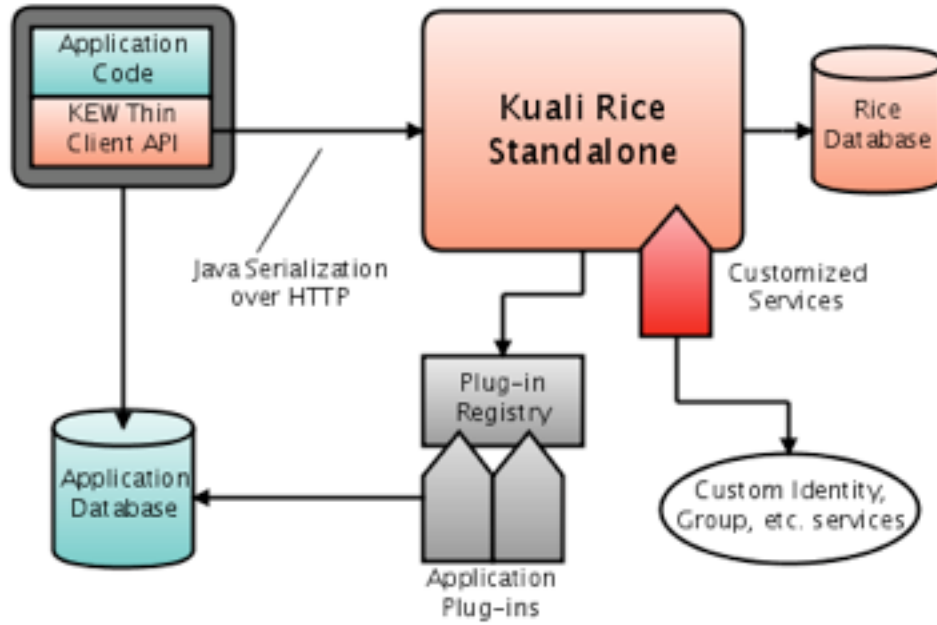 Application
Code
KEW Thin
Client API
Kuali Rice
Standalone
Rice
Database
Java Serialization
over HTTP
Customized
Services
Plug-in
Registry
Application
Database
Custom Identity,
Group, etc. services
Application
Plug-ins